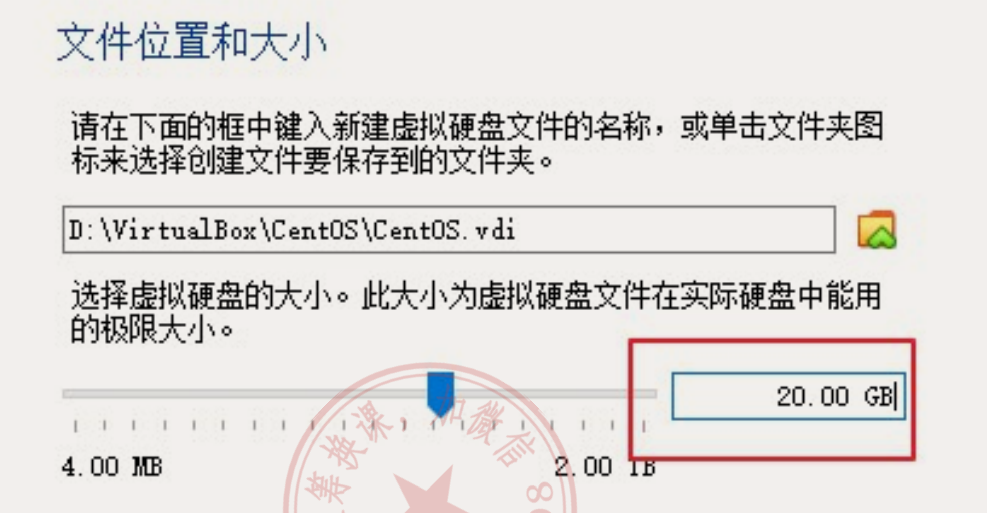 文件位置和大小
请在下面的框中键入新建虚拟硬盘文件的名称，或单击文件夹图
标来选择创建文件要保存到的文件夹。
D:\VirtualBox\CentOS\CentOS.vdi
选择虚拟硬盘的大小。此大小为虚拟硬盘文件在实际硬盘中能用
的极限大小。
20.00 GB
4.00 MB
2.00 TB
筹换课，加微信8